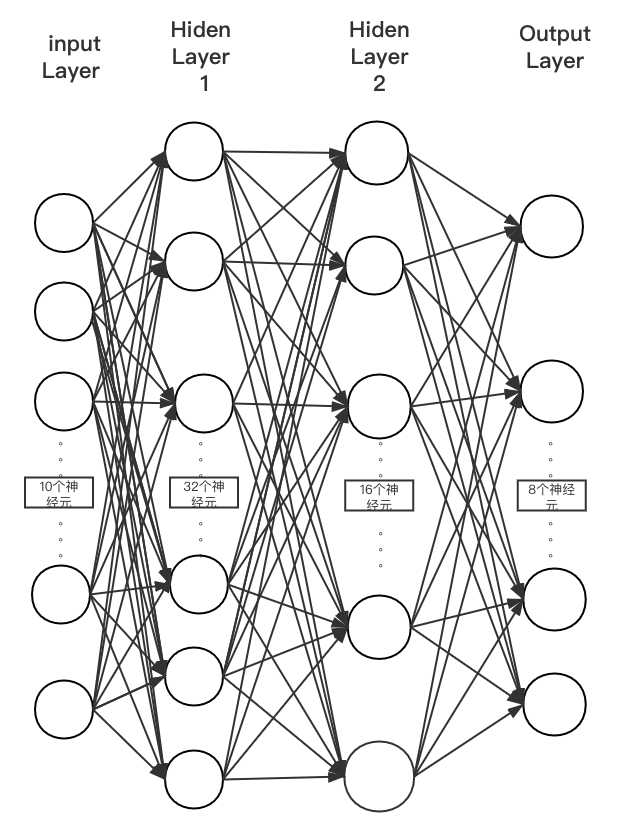 input
Layer
Hiden
Layer
1
Hiden
Layer
2
Output
Layer
10个神
经元
32个神
经元
16个神
经元
8个神经
元